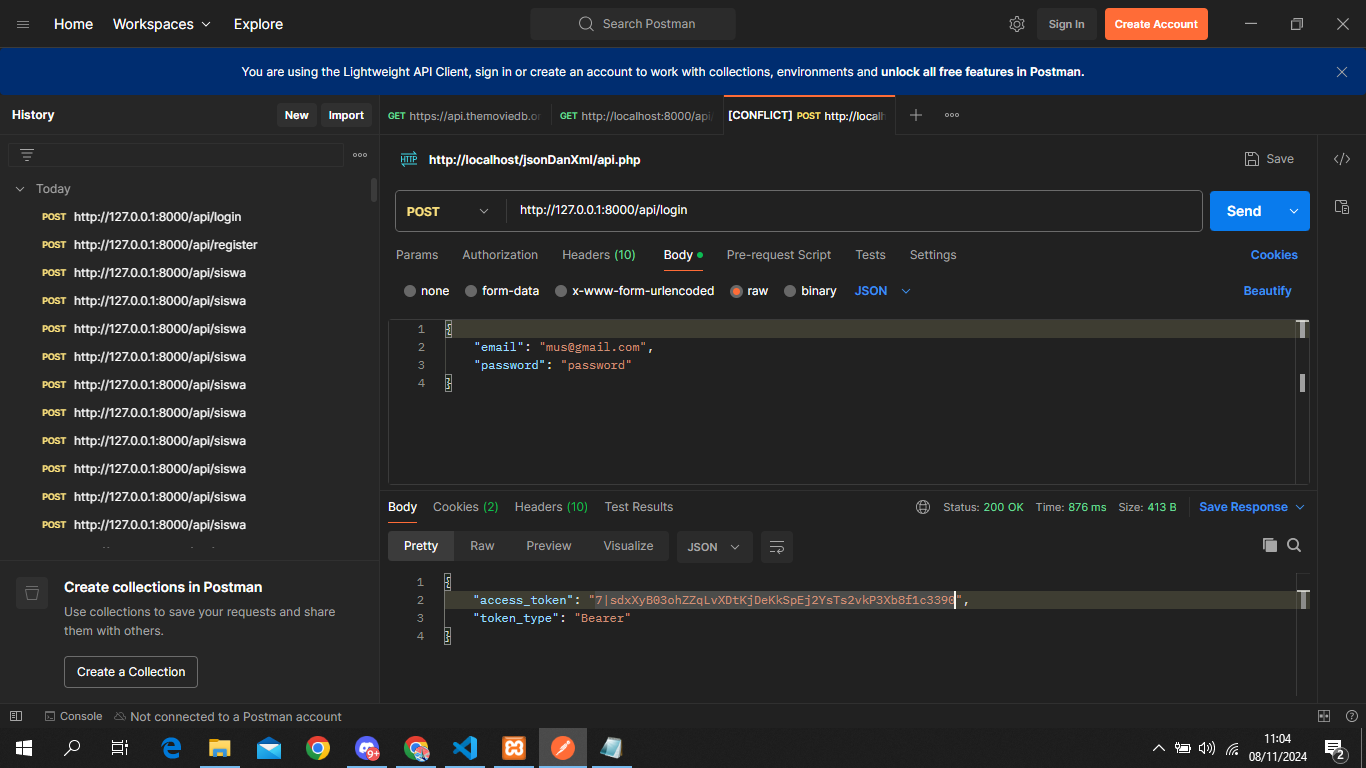 Home Workspaces Explore Search Postman Sign In Create Account
You are using the Lightweight API Client, sign in or create an account to work with collections, environments and unlock all free features in Postman.
History New Import
GET https://api.themoviedb.or GET http://localhost:8000/api/ [CONFLICT] POST http://localh
http://localhost/jsonDanXml/api.php Save
Today
POST http://127.0.0.1:8000/api/login
POST http://127.0.0.1:8000/api/register
POST http://127.0.0.1:8000/api/siswa
POST http://127.0.0.1:8000/api/siswa
POST http://127.0.0.1:8000/api/siswa
POST http://127.0.0.1:8000/api/siswa
POST http://127.0.0.1:8000/api/siswa
POST http://127.0.0.1:8000/api/siswa
POST http://127.0.0.1:8000/api/siswa
POST http://127.0.0.1:8000/api/siswa
POST http://127.0.0.1:8000/api/siswa
POST http://127.0.0.1:8000/api/siswa
POST http://127.0.0.1:8000/api/login Send
Params Authorization Headers (10) Body Pre-request Script Tests Settings Cookies
none form-data x-www-form-urlencoded raw binary JSON Beautify
1 {
2 "email": "mus@gmail.com",
3 "password": "password"
4 }
Body Cookies (2) Headers (10) Test Results Status: 200 OK Time: 876 ms Size: 413 B Save Response
Pretty Raw Preview Visualize JSON
1 {
2 "access_token": "7|sdxXyB03ohZZqLvXDtKjDeKkSpEj2YsTs2vkP3Xb8f1c3390",
3 "token_type": "Bearer"
4 }
Create collections in Postman
Use collections to save your requests and share
them with others.
Create a Collection
Console Not connected to a Postman account
9+
11:04
08/11/2024
2